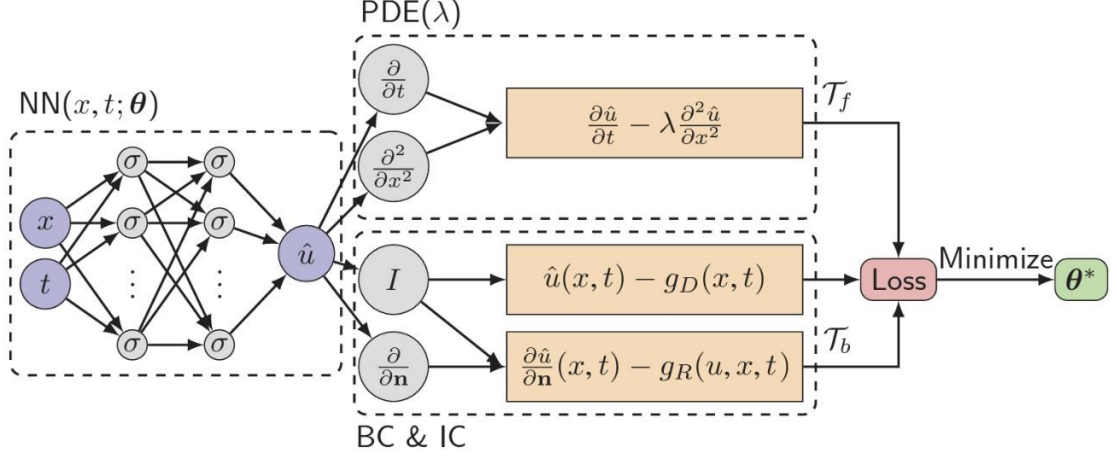 PDE(λ)
NN(x, t; θ)
∂/∂t
∂²/∂x²
∂û/∂t − λ ∂²û/∂x²
𝒯_f
σ σ
x
σ σ
t
⋮ ⋮
σ σ
û
I
û(x, t) − g_D(x, t)
Loss
Minimize
θ*
∂/∂n
∂û/∂n(x, t) − g_R(u, x, t)
𝒯_b
BC & IC